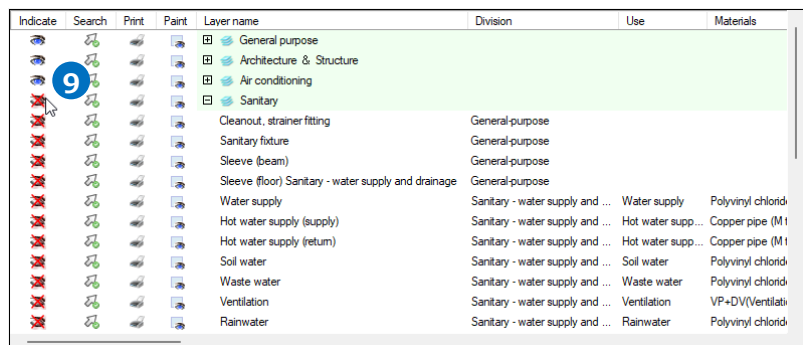 Indicate Search Print Paint Layer name Division Use Materials
General purpose
Architecture & Structure
9 Air conditioning
Sanitary
Cleanout, strainer fitting General-purpose
Sanitary fixture General-purpose
Sleeve (beam) General-purpose
Sleeve (floor) Sanitary - water supply and drainage General-purpose
Water supply Sanitary - water supply and ... Water supply Polyvinyl chloride
Hot water supply (supply) Sanitary - water supply and ... Hot water supp... Copper pipe (M t
Hot water supply (return) Sanitary - water supply and ... Hot water supp... Copper pipe (M t
Soil water Sanitary - water supply and ... Soil water Polyvinyl chloride
Waste water Sanitary - water supply and ... Waste water Polyvinyl chloride
Ventilation Sanitary - water supply and ... Ventilation VP+DV(Ventilati
Rainwater Sanitary - water supply and ... Rainwater Polyvinyl chloride